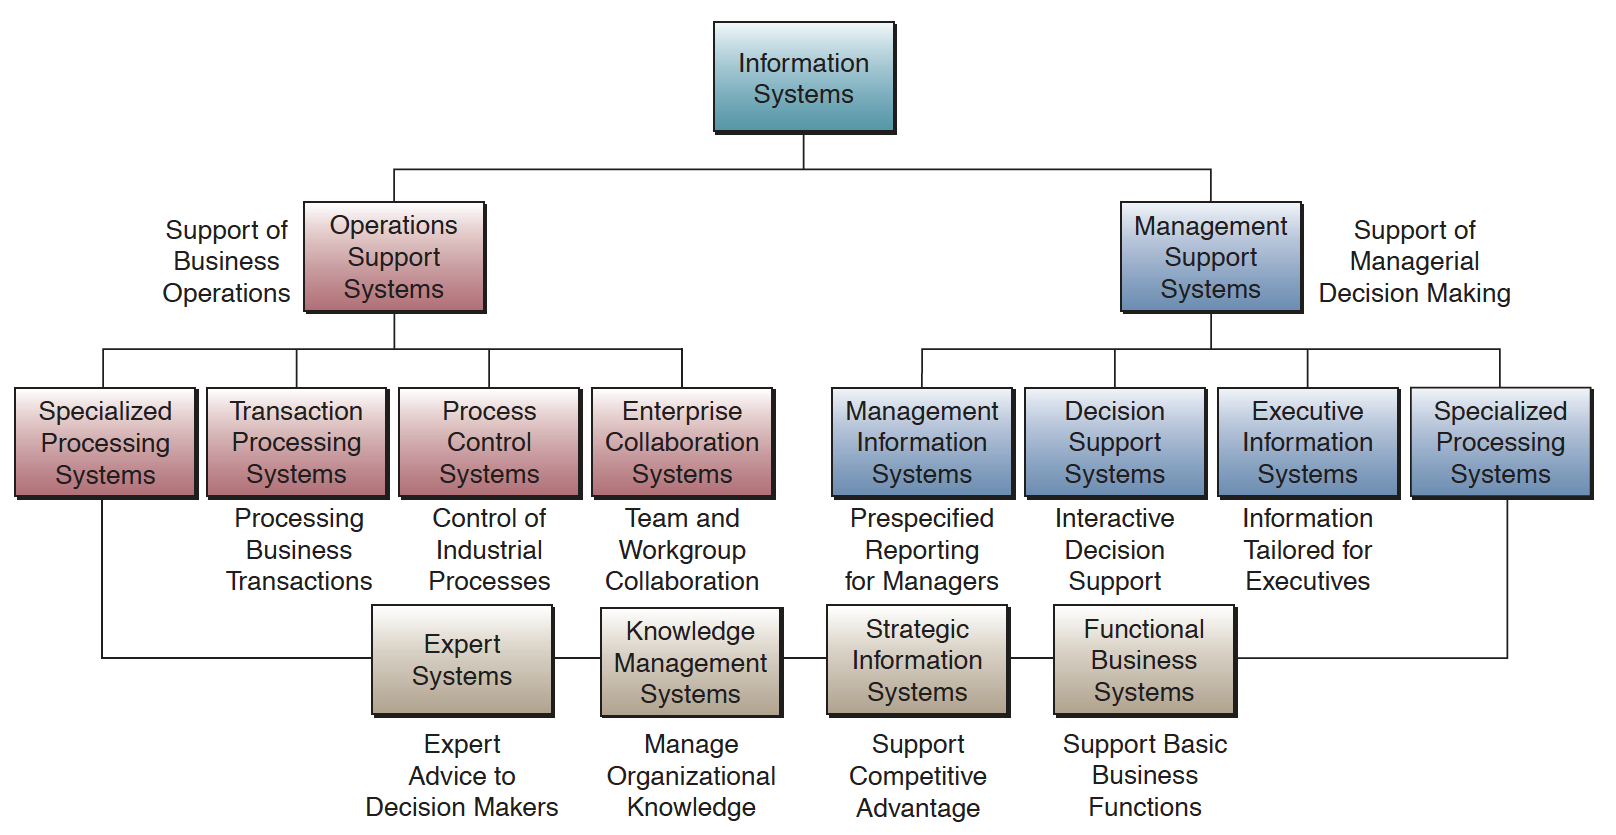 Information
Systems
Support of
Business
Operations
Operations
Support
Systems
Management
Support
Systems
Support of
Managerial
Decision Making
Specialized
Processing
Systems
Transaction
Processing
Systems
Process
Control
Systems
Enterprise
Collaboration
Systems
Management
Information
Systems
Decision
Support
Systems
Executive
Information
Systems
Specialized
Processing
Systems
Processing
Business
Transactions
Control of
Industrial
Processes
Team and
Workgroup
Collaboration
Prespecified
Reporting
for Managers
Interactive
Decision
Support
Information
Tailored for
Executives
Expert
Systems
Knowledge
Management
Systems
Strategic
Information
Systems
Functional
Business
Systems
Expert
Advice to
Decision Makers
Manage
Organizational
Knowledge
Support
Competitive
Advantage
Support Basic
Business
Functions